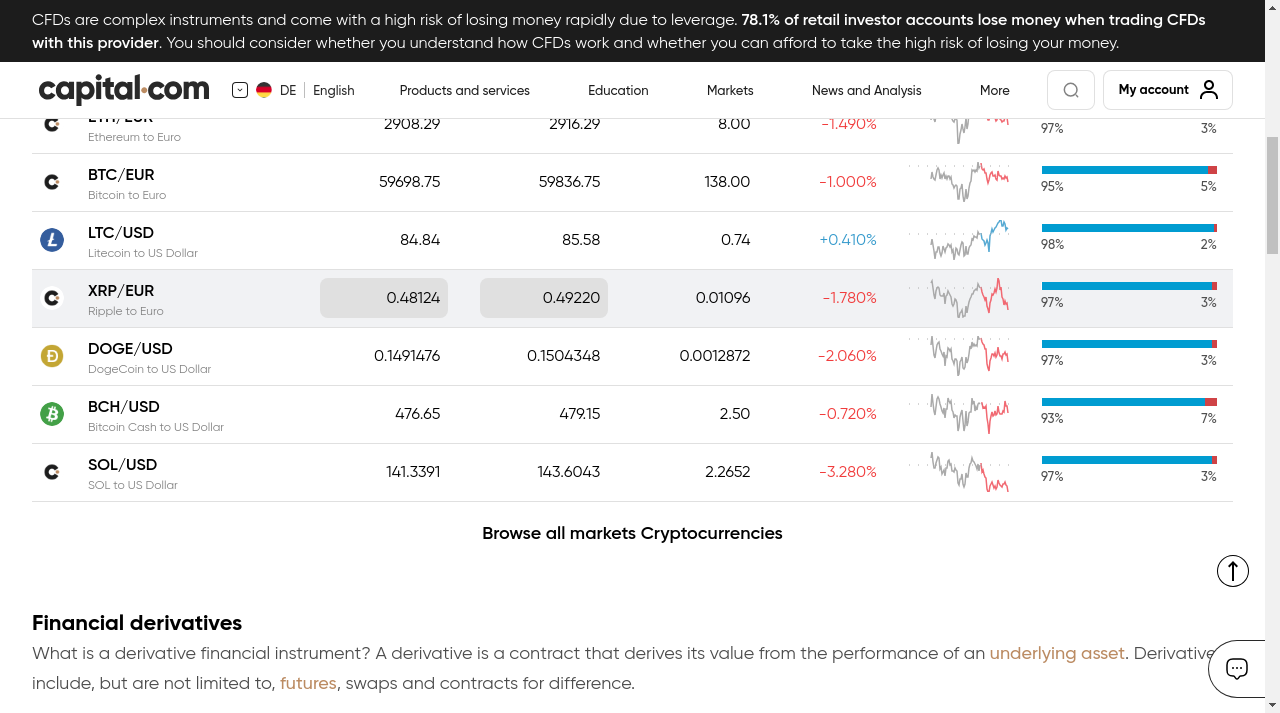 CFDs are complex instruments and come with a high risk of losing money rapidly due to leverage. 78.1% of retail investor accounts lose money when trading CFDs
with this provider. You should consider whether you understand how CFDs work and whether you can afford to take the high risk of losing your money.
capital.com DE English Products and services Education Markets News and Analysis More My account
ETH/EUR 2908.29 2916.29 8.00 -1.490%
Ethereum to Euro 97% 3%
BTC/EUR 59698.75 59836.75 138.00 -1.000%
Bitcoin to Euro 95% 5%
LTC/USD 84.84 85.58 0.74 +0.410%
Litecoin to US Dollar 98% 2%
XRP/EUR 0.48124 0.49220 0.01096 -1.780%
Ripple to Euro 97% 3%
DOGE/USD 0.1491476 0.1504348 0.0012872 -2.060%
DogeCoin to US Dollar 97% 3%
BCH/USD 476.65 479.15 2.50 -0.720%
Bitcoin Cash to US Dollar 93% 7%
SOL/USD 141.3391 143.6043 2.2652 -3.280%
SOL to US Dollar 97% 3%
Browse all markets Cryptocurrencies
Financial derivatives
What is a derivative financial instrument? A derivative is a contract that derives its value from the performance of an underlying asset. Derivative
include, but are not limited to, futures, swaps and contracts for difference.